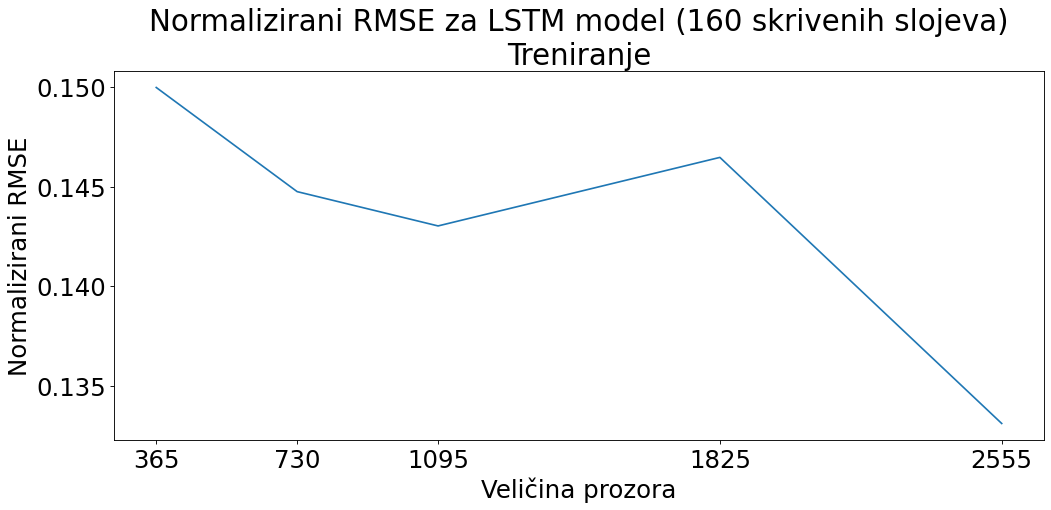 Normalizirani RMSE za LSTM model (160 skrivenih slojeva)
Treniranje
Normalizirani RMSE
0.150
0.145
0.140
0.135
365 730 1095 1825 2555
Veličina prozora